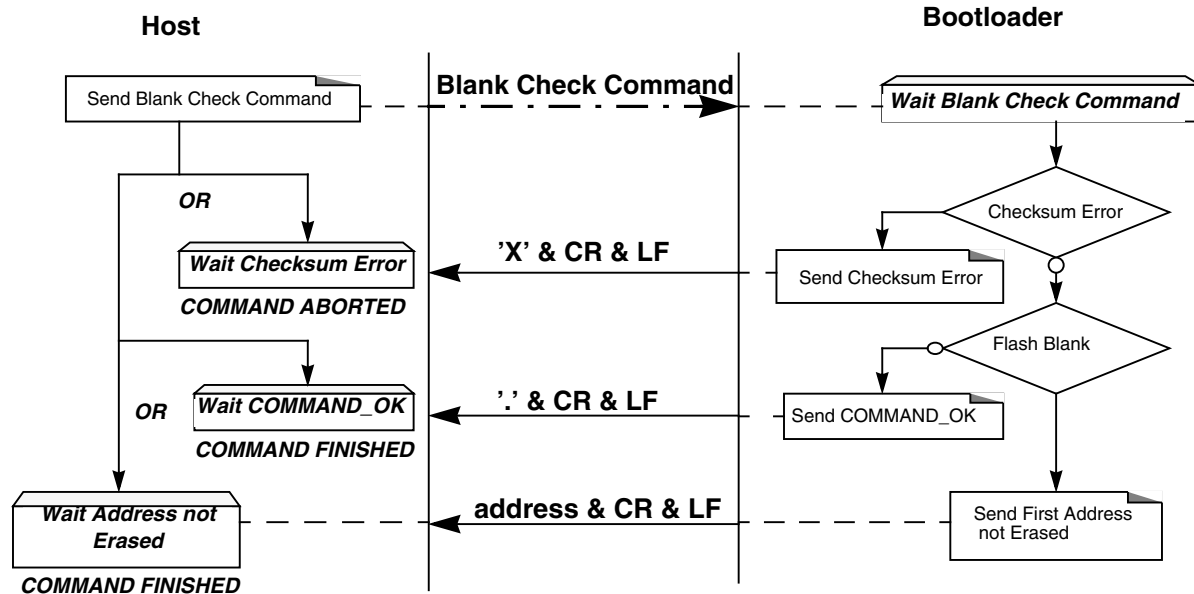 Host
Bootloader
Send Blank Check Command
Blank Check Command
Wait Blank Check Command
OR
Checksum Error
Wait Checksum Error
'X' & CR & LF
Send Checksum Error
COMMAND ABORTED
Flash Blank
OR
Wait COMMAND_OK
'.' & CR & LF
Send COMMAND_OK
COMMAND FINISHED
Wait Address not
Erased
address & CR & LF
Send First Address
not Erased
COMMAND FINISHED